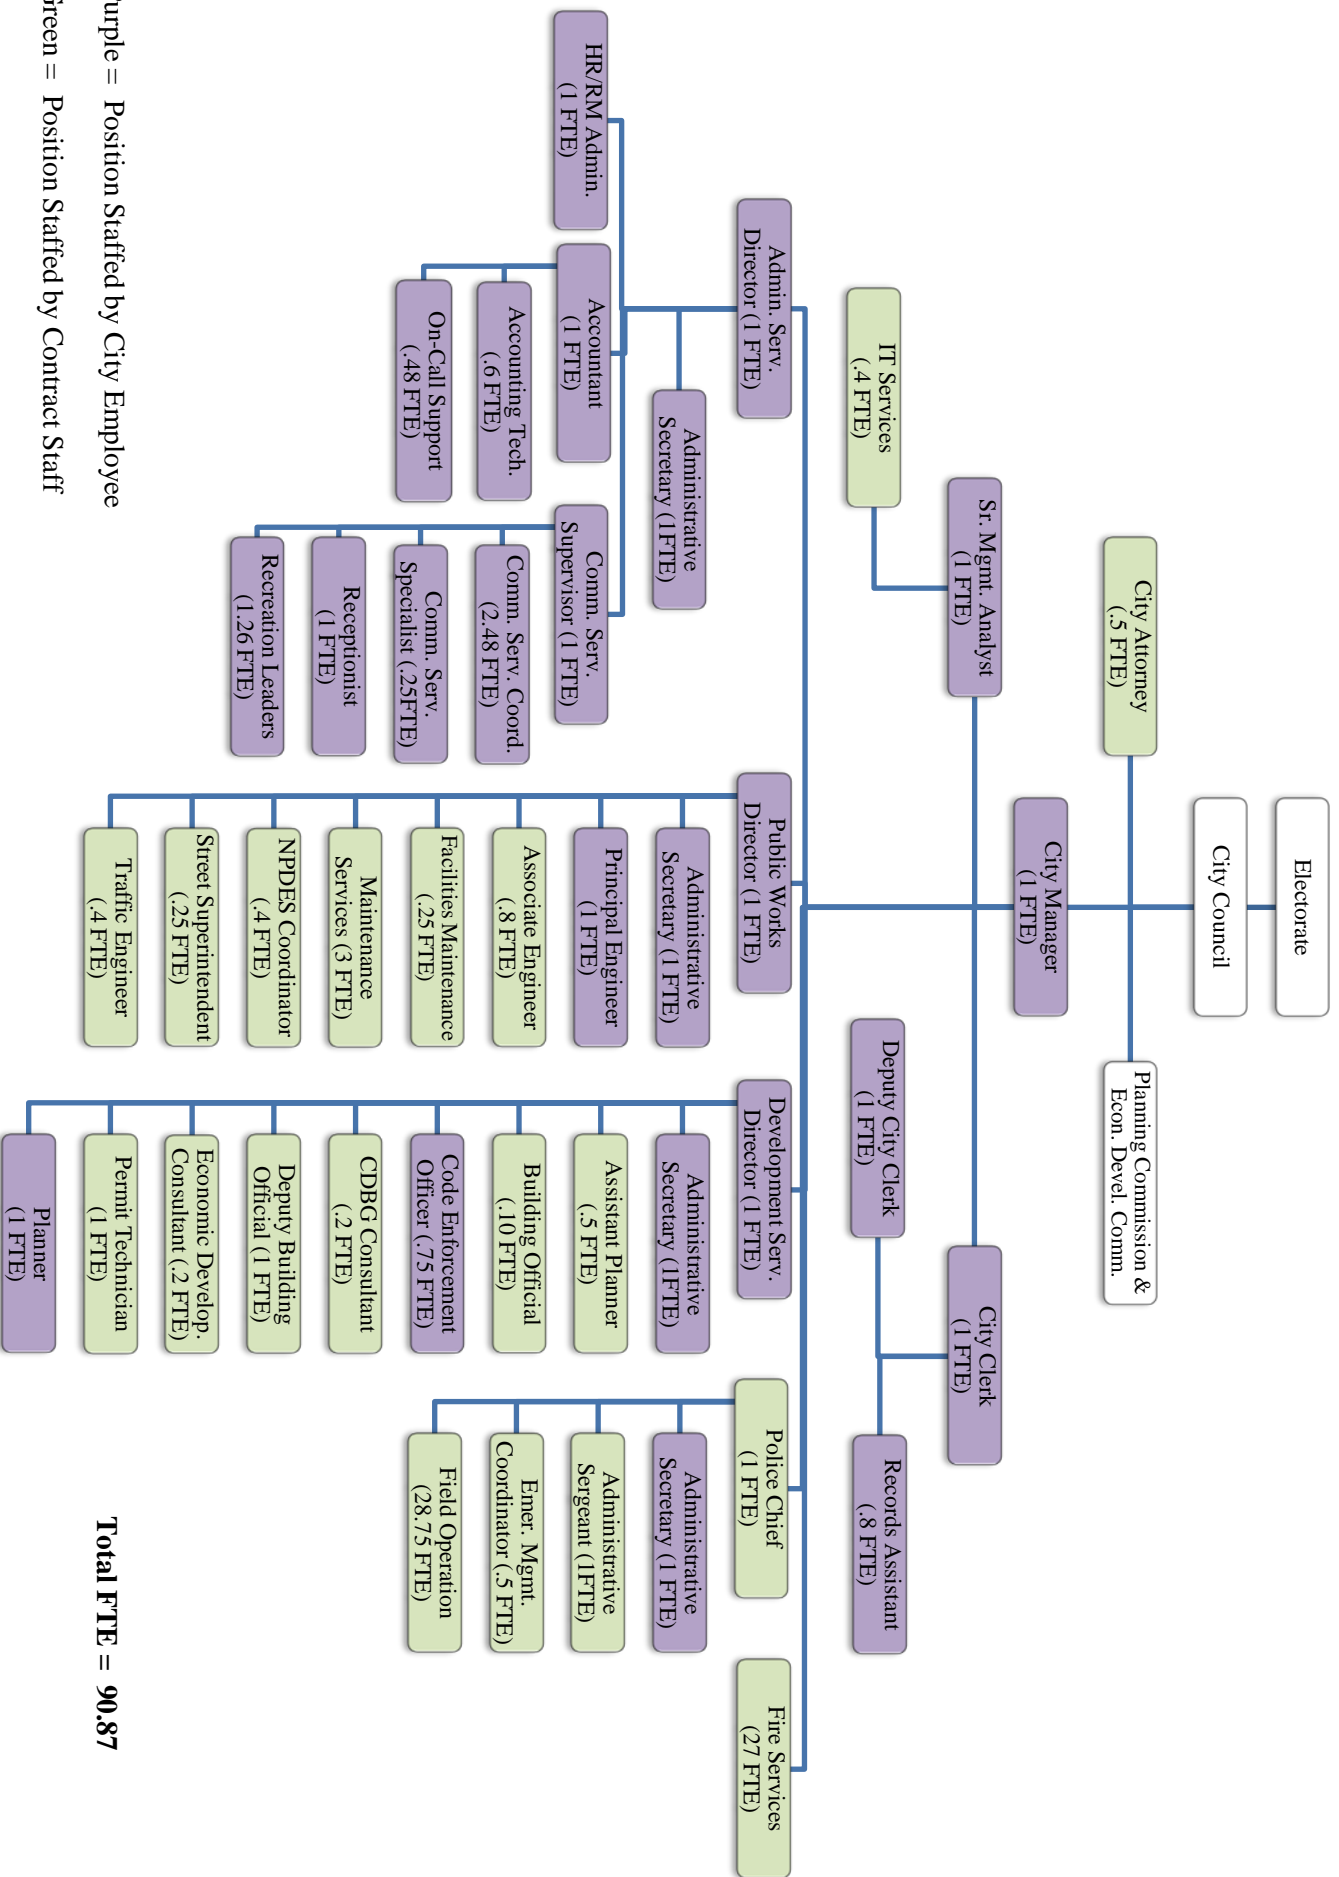 Electorate
City Council
City Attorney
(.5 FTE)
Planning Commission &
Econ. Devel. Comm.
City Manager
(1 FTE)
Sr. Mgmt. Analyst
(1 FTE)
City Clerk
(1 FTE)
IT Services
(.4 FTE)
Deputy City Clerk
(1 FTE)
Records Assistant
(.8 FTE)
Admin. Serv.
Director (1 FTE)
Administrative
Secretary (1FTE)
HR/RM Admin.
(1 FTE)
Accountant
(1 FTE)
Accounting Tech.
(.6 FTE)
On-Call Support
(.48 FTE)
Comm. Serv.
Supervisor (1 FTE)
Comm. Serv. Coord.
(2.48 FTE)
Comm. Serv.
Specialist (.25FTE)
Receptionist
(1 FTE)
Recreation Leaders
(1.26 FTE)
Public Works
Director (1 FTE)
Administrative
Secretary (1 FTE)
Principal Engineer
(1 FTE)
Associate Engineer
(.8 FTE)
Facilities Maintenance
(.25 FTE)
Maintenance
Services (3 FTE)
NPDES Coordinator
(.4 FTE)
Street Superintendent
(.25 FTE)
Traffic Engineer
(.4 FTE)
Development Serv.
Director (1 FTE)
Administrative
Secretary (1FTE)
Assistant Planner
(.5 FTE)
Building Official
(.10 FTE)
Code Enforcement
Officer (.75 FTE)
CDBG Consultant
(.2 FTE)
Deputy Building
Official (1 FTE)
Economic Develop.
Consultant (.2 FTE)
Permit Technician
(1 FTE)
Planner
(1 FTE)
Police Chief
(1 FTE)
Administrative
Secretary (1 FTE)
Administrative
Sergeant (1FTE)
Emer. Mgmt.
Coordinator (.5 FTE)
Field Operation
(28.75 FTE)
Fire Services
(27 FTE)
urple = Position Staffed by City Employee
reen = Position Staffed by Contract Staff
Total FTE = 90.87